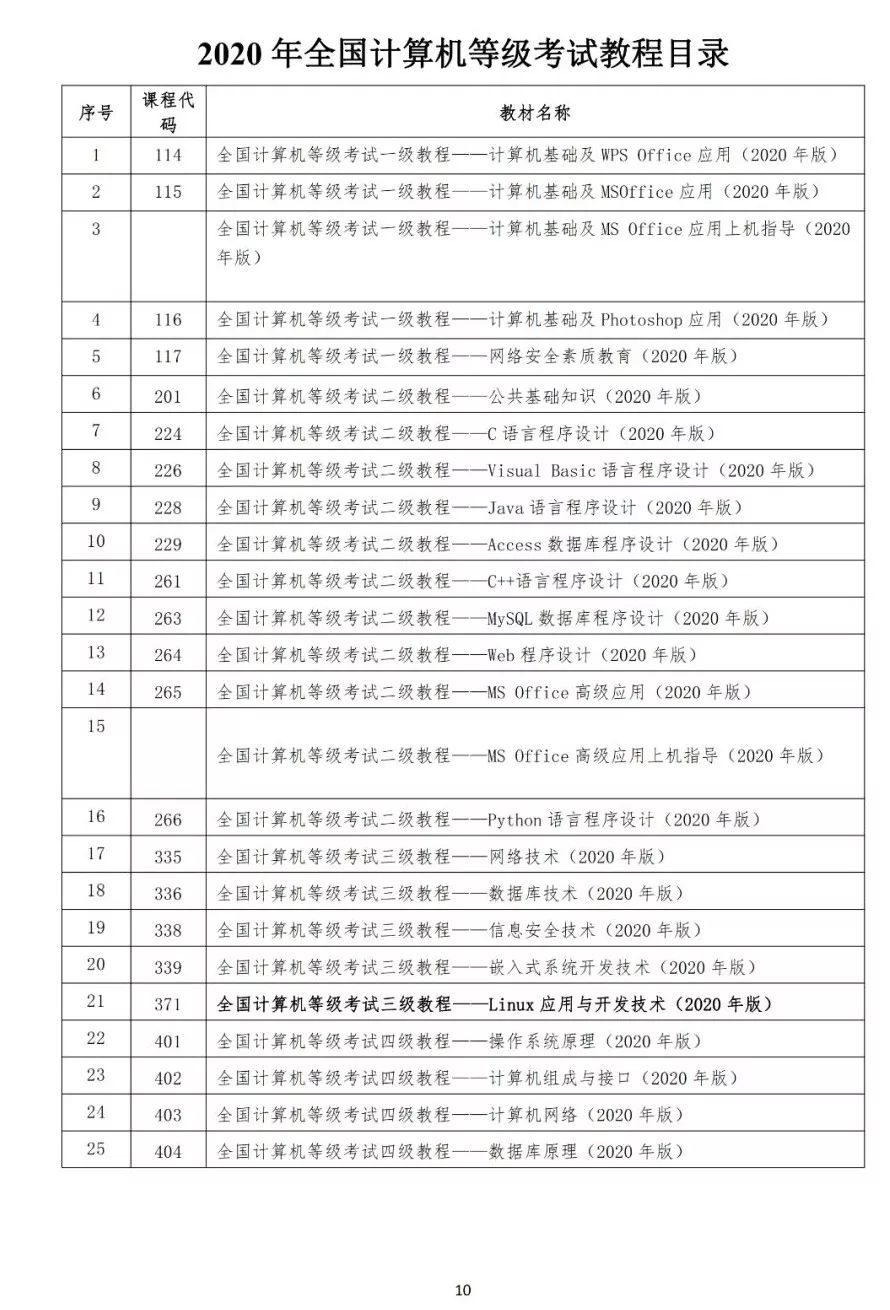 2020 年全国计算机等级考试教程目录
序号 课程代码 教材名称
1 114 全国计算机等级考试一级教程——计算机基础及 WPS Office 应用（2020 年版）
2 115 全国计算机等级考试一级教程——计算机基础及 MSOffice 应用（2020 年版）
3 全国计算机等级考试一级教程——计算机基础及 MS Office 应用上机指导（2020
年版）
4 116 全国计算机等级考试一级教程——计算机基础及 Photoshop 应用（2020 年版）
5 117 全国计算机等级考试一级教程——网络安全素质教育（2020 年版）
6 201 全国计算机等级考试二级教程——公共基础知识（2020 年版）
7 224 全国计算机等级考试二级教程——C 语言程序设计（2020 年版）
8 226 全国计算机等级考试二级教程——Visual Basic 语言程序设计（2020 年版）
9 228 全国计算机等级考试二级教程——Java 语言程序设计（2020 年版）
10 229 全国计算机等级考试二级教程——Access 数据库程序设计（2020 年版）
11 261 全国计算机等级考试二级教程——C++语言程序设计（2020 年版）
12 263 全国计算机等级考试二级教程——MySQL 数据库程序设计（2020 年版）
13 264 全国计算机等级考试二级教程——Web 程序设计（2020 年版）
14 265 全国计算机等级考试二级教程——MS Office 高级应用（2020 年版）
15 全国计算机等级考试二级教程——MS Office 高级应用上机指导（2020 年版）
16 266 全国计算机等级考试二级教程——Python 语言程序设计（2020 年版）
17 335 全国计算机等级考试三级教程——网络技术（2020 年版）
18 336 全国计算机等级考试三级教程——数据库技术（2020 年版）
19 338 全国计算机等级考试三级教程——信息安全技术（2020 年版）
20 339 全国计算机等级考试三级教程——嵌入式系统开发技术（2020 年版）
21 371 全国计算机等级考试三级教程——Linux 应用与开发技术（2020 年版）
22 401 全国计算机等级考试四级教程——操作系统原理（2020 年版）
23 402 全国计算机等级考试四级教程——计算机组成与接口（2020 年版）
24 403 全国计算机等级考试四级教程——计算机网络（2020 年版）
25 404 全国计算机等级考试四级教程——数据库原理（2020 年版）
10